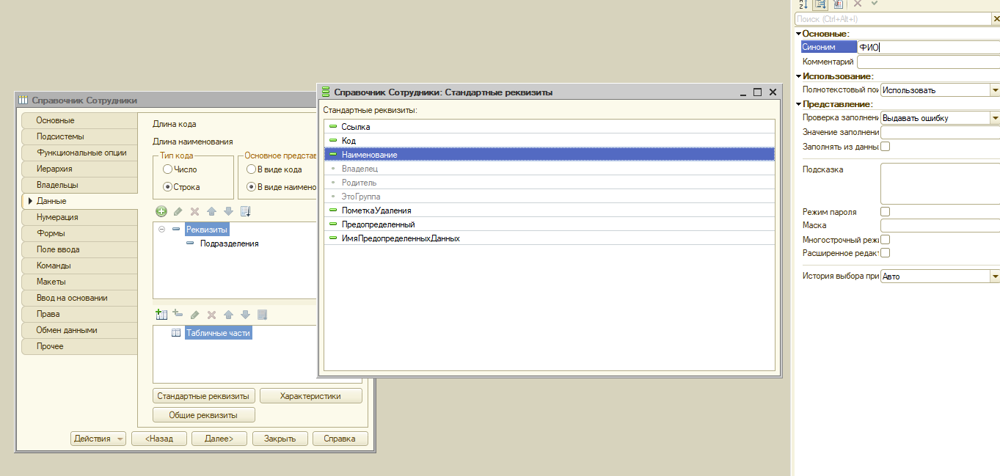 Справочник Сотрудники
Основные
Подсистемы
Функциональные опции
Иерархия
Владельцы
Данные
Нумерация
Формы
Поле ввода
Команды
Макеты
Ввод на основании
Права
Обмен данными
Прочее
Длина кода
Длина наименования
Тип кода
Число
Строка
Основное представ
В виде кода
В виде наимено
Реквизиты
Подразделения
Табличные части
Стандартные реквизиты
Характеристики
Общие реквизиты
Действия
<Назад
Далее>
Закрыть
Справка
Справочник Сотрудники: Стандартные реквизиты
Стандартные реквизиты:
Ссылка
Код
Наименование
Владелец
Родитель
ЭтоГруппа
ПометкаУдаления
Предопределенный
ИмяПредопределенныхДанных
Поиск (Ctrl+Alt+I)
Основные:
Синоним ФИО
Комментарий
Использование:
Полнотекстовый пои Использовать
Представление:
Проверка заполнени Выдавать ошибку
Значение заполнени
Заполнять из данны
Подсказка
Режим пароля
Маска
Многострочный режи
Расширенное редакт
История выбора при Авто